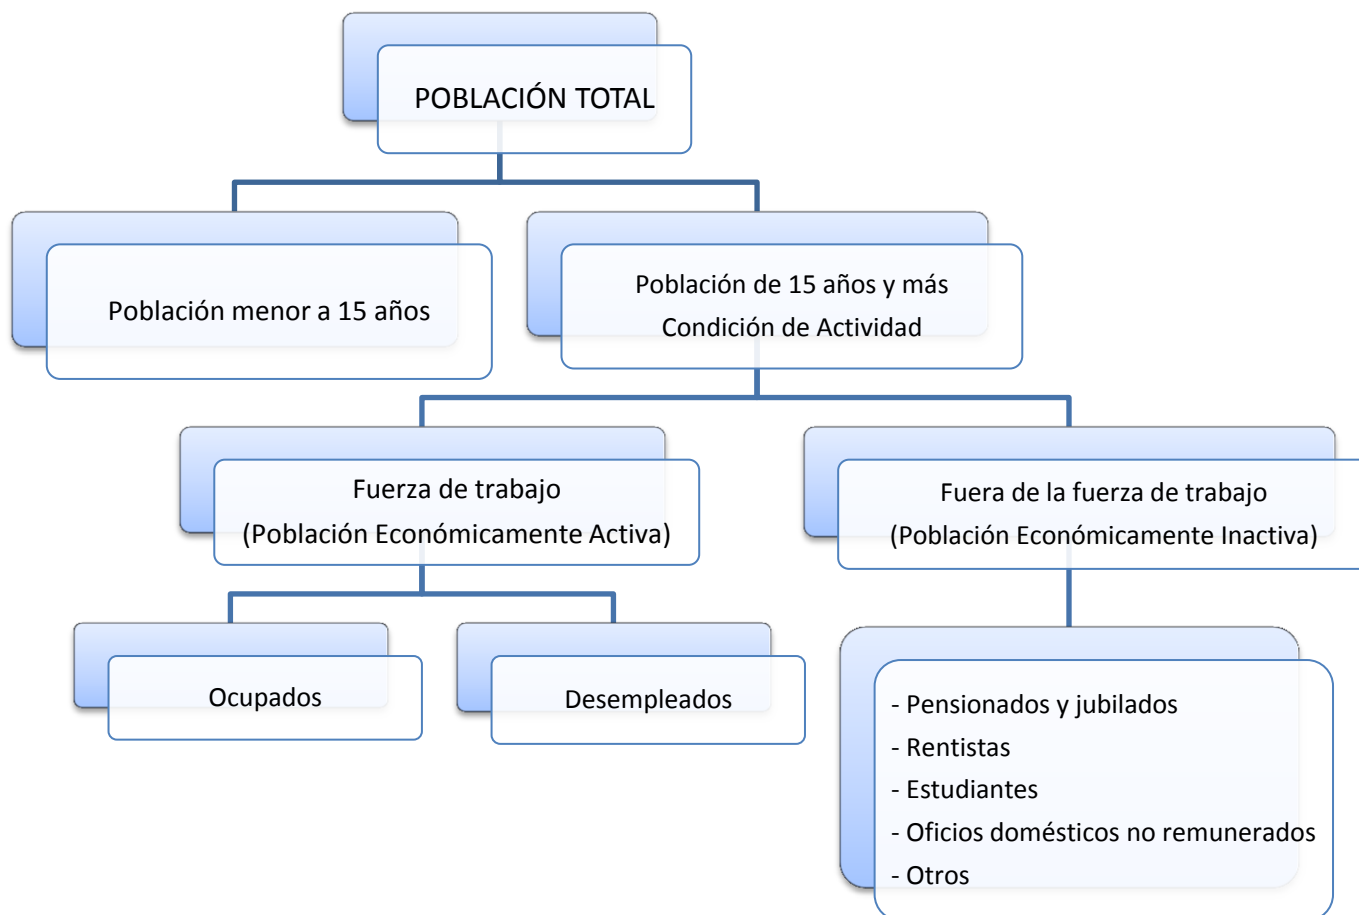 POBLACIÓN TOTAL
Población menor a 15 años
Población de 15 años y más
Condición de Actividad
Fuerza de trabajo
(Población Económicamente Activa)
Fuera de la fuerza de trabajo
(Población Económicamente Inactiva)
Ocupados
Desempleados
- Pensionados y jubilados
- Rentistas
- Estudiantes
- Oficios domésticos no remunerados
- Otros